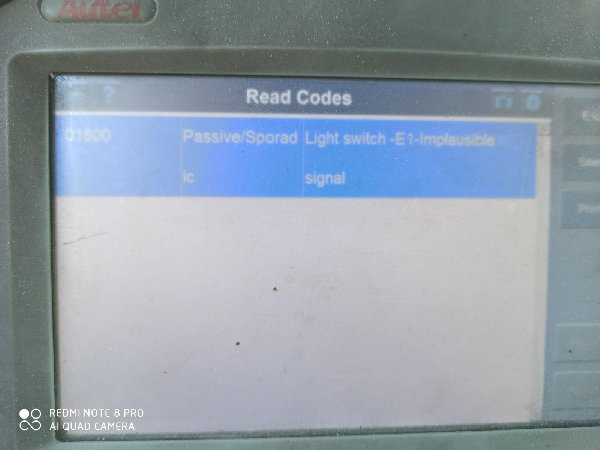 Autel
Read Codes
01800 Passive/Sporad Light switch -E1-Implausible
ic signal
Save
REDMI NOTE 8 PRO
AI QUAD CAMERA